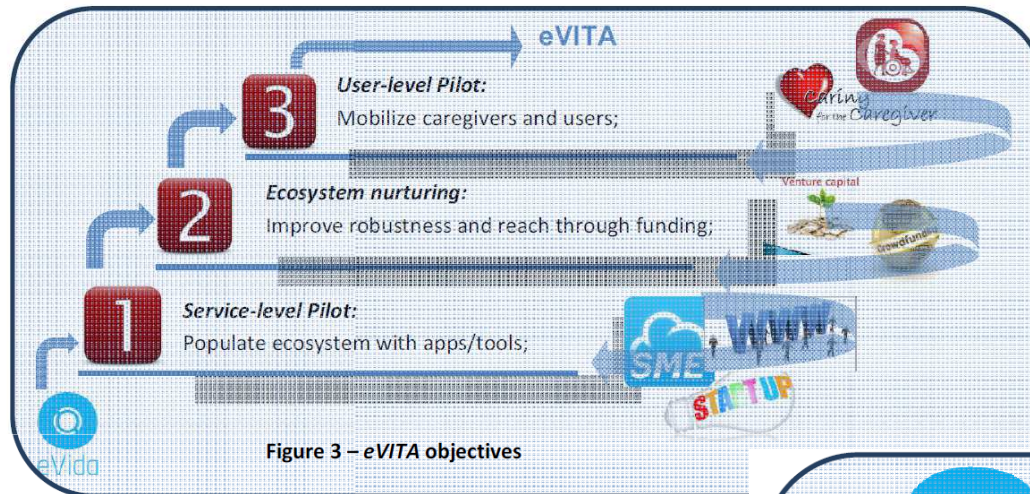 eVITA
3
User-level Pilot:
Mobilize caregivers and users;
Cariny
for the Caregiver
2
Ecosystem nurturing:
Improve robustness and reach through funding;
Venture capital
Crowdfunding
1
Service-level Pilot:
Populate ecosystem with apps/tools;
SME
WWW
START UP
eVida
Figure 3 – eVITA objectives